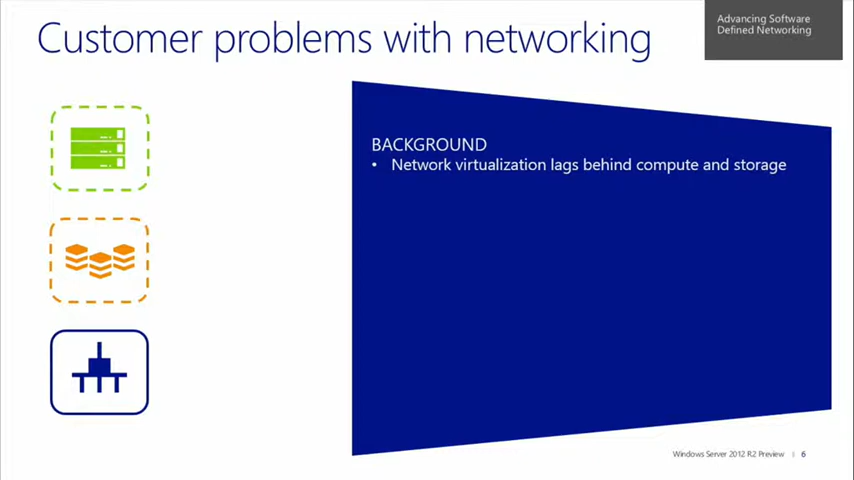 Customer problems with networking
Advancing Software
Defined Networking
BACKGROUND
• Network virtualization lags behind compute and storage
Windows Server 2012 R2 Preview | 6